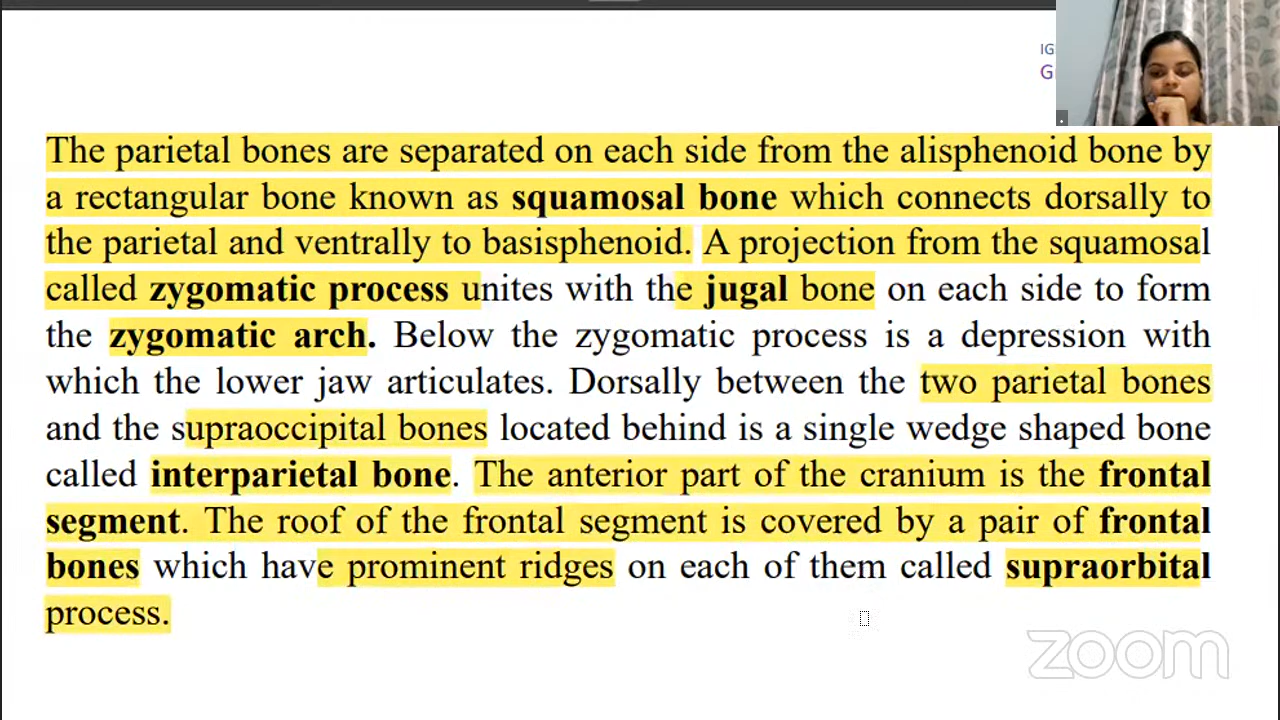 IG
G
The parietal bones are separated on each side from the alisphenoid bone by
a rectangular bone known as squamosal bone which connects dorsally to
the parietal and ventrally to basisphenoid. A projection from the squamosal
called zygomatic process unites with the jugal bone on each side to form
the zygomatic arch. Below the zygomatic process is a depression with
which the lower jaw articulates. Dorsally between the two parietal bones
and the supraoccipital bones located behind is a single wedge shaped bone
called interparietal bone. The anterior part of the cranium is the frontal
segment. The roof of the frontal segment is covered by a pair of frontal
bones which have prominent ridges on each of them called supraorbital
process.
zoom